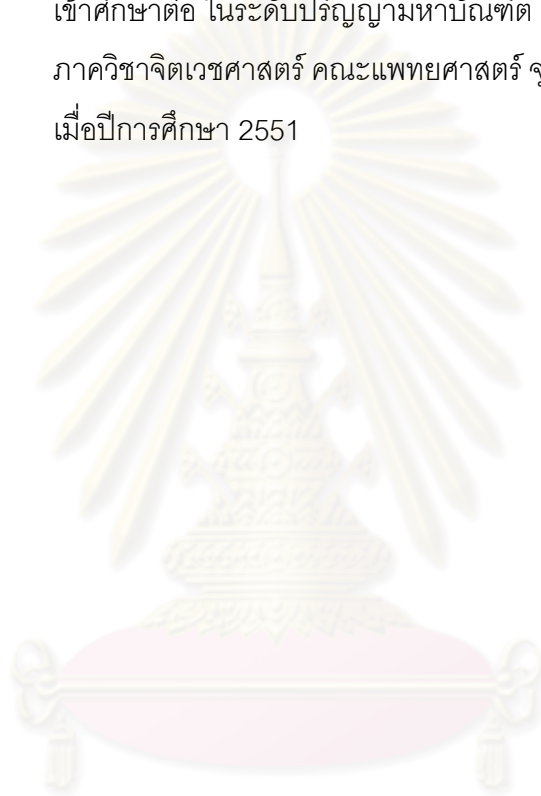 เข้าศึกษาต่อ ในระดับปริญญามหาบัณฑิต
ภาควิชาจิตเวชศาสตร์ คณะแพทยศาสตร์
เมื่อปีการศึกษา 2551